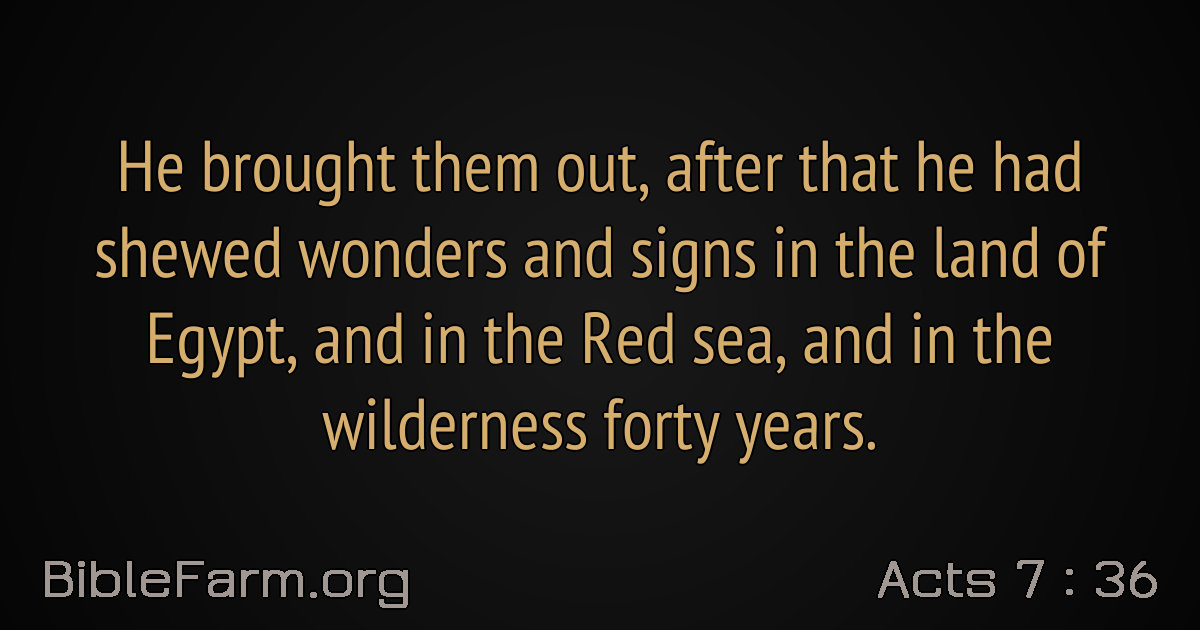 He brought them out, after that he had
shewed wonders and signs in the land of
Egypt, and in the Red sea, and in the
wilderness forty years.
BibleFarm.org
Acts 7 : 36